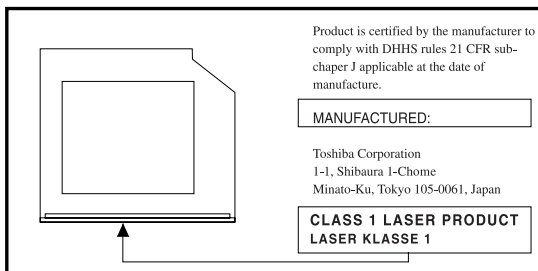 Product is certified by the manufacturer to
comply with DHHS rules 21 CFR sub-
chaper J applicable at the date of
manufacture.
MANUFACTURED:
Toshiba Corporation
1-1, Shibaura 1-Chome
Minato-Ku, Tokyo 105-0061, Japan
CLASS 1 LASER PRODUCT
LASER KLASSE 1